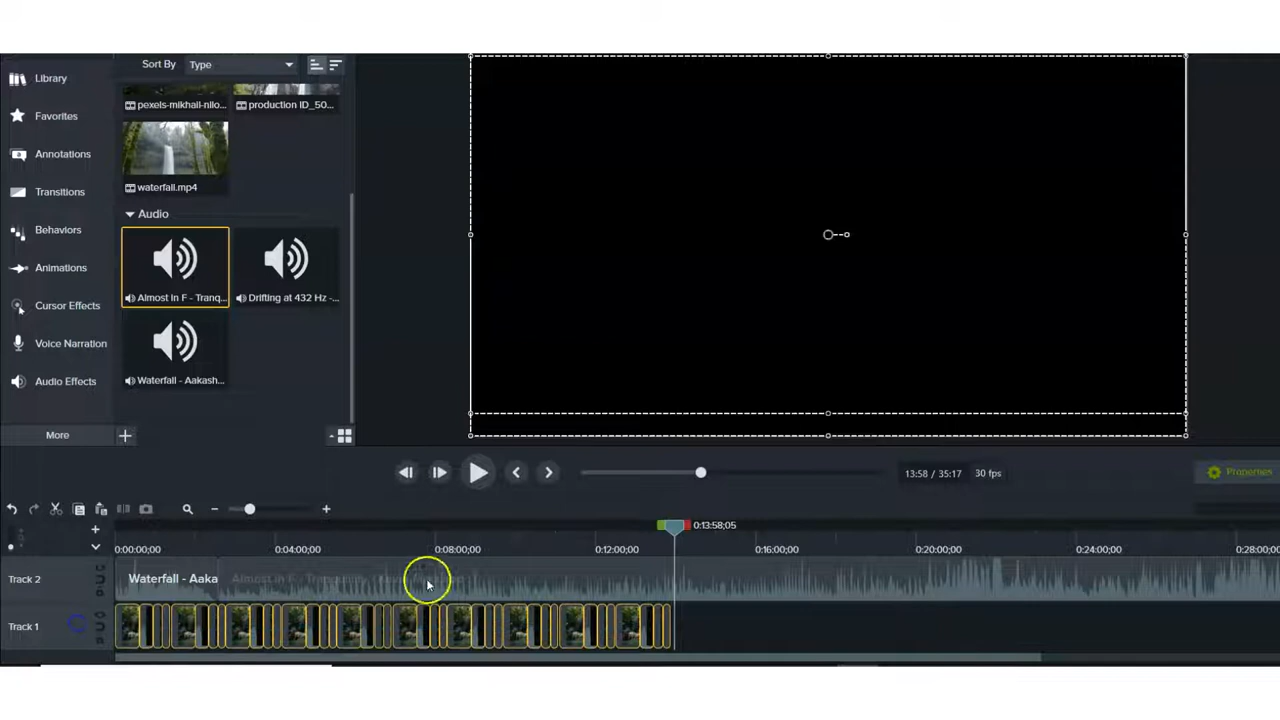 Sort By Type
Library
Favorites
Annotations
Transitions
Behaviors
Animations
Cursor Effects
Voice Narration
Audio Effects
More
pexels-mikhail-nilo...
production ID_50...
waterfall.mp4
Audio
Almost in F - Tranq...
Drifting at 432 Hz -...
Waterfall - Aakash...
13:58 / 35:17
30 fps
Properties
0:13:58;05
0:00:00;00
0:04:00;00
0:08:00;00
0:12:00;00
0:16:00;00
0:20:00;00
0:24:00;00
0:28:00;00
Track 2
Waterfall - Aaka
Almost in F -
Track 1